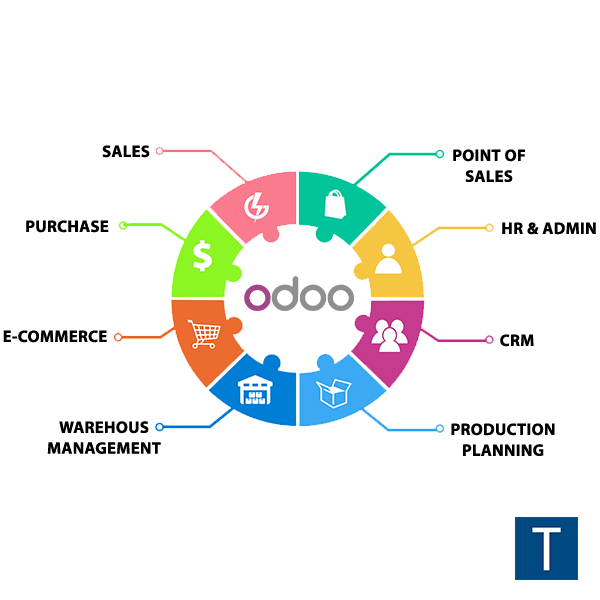 SALES
POINT OF
SALES
PURCHASE
HR & ADMIN
odoo
E-COMMERCE
CRM
WAREHOUS
MANAGEMENT
PRODUCTION
PLANNING
T